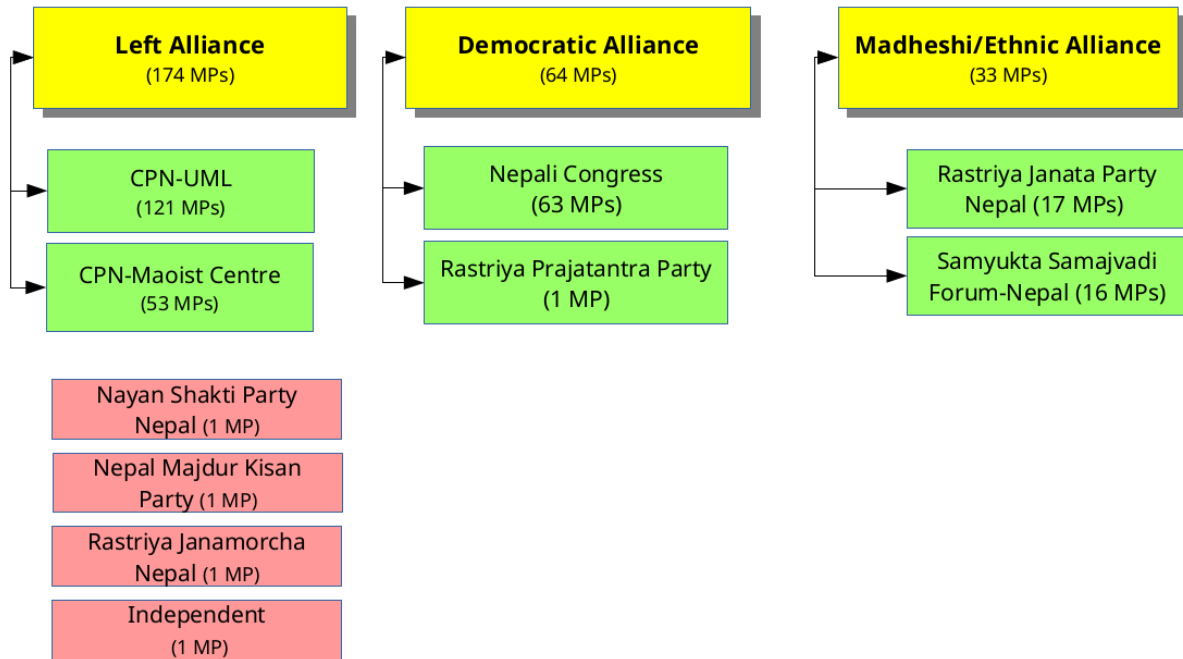 Left Alliance
(174 MPs)
CPN-UML
(121 MPs)
CPN-Maoist Centre
(53 MPs)
Democratic Alliance
(64 MPs)
Nepali Congress
(63 MPs)
Rastriya Prajatantra Party
(1 MP)
Madheshi/Ethnic Alliance
(33 MPs)
Rastriya Janata Party
Nepal (17 MPs)
Samyukta Samajvadi
Forum-Nepal (16 MPs)
Nayan Shakti Party
Nepal (1 MP)
Nepal Majdur Kisan
Party (1 MP)
Rastriya Janamorcha
Nepal (1 MP)
Independent
(1 MP)